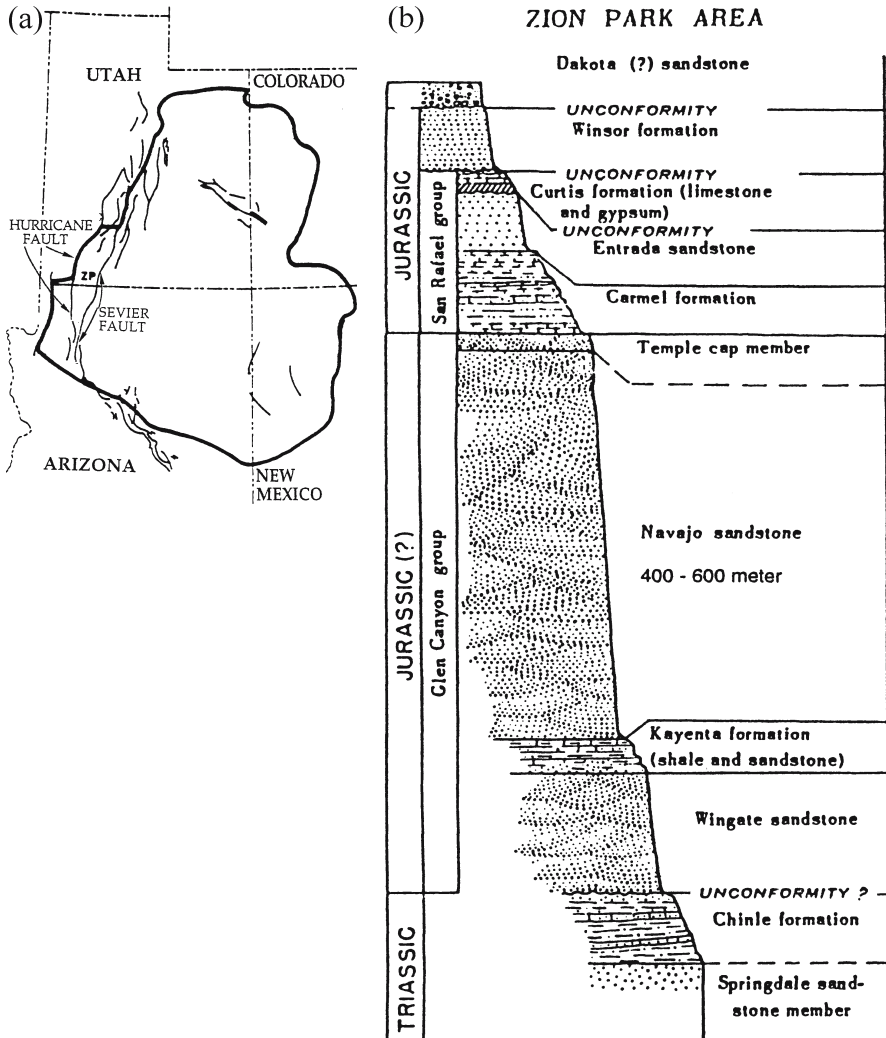 (a)
UTAH
COLORADO
HURRICANE
FAULT
ZP
SEVIER
FAULT
ARIZONA
NEW
MEXICO
(b)
ZION PARK AREA
Dakota (?) sandstone
UNCONFORMITY
Winsor formation
UNCONFORMITY
Curtis formation (limestone
and gypsum)
UNCONFORMITY
Entrada sandstone
Carmel formation
Temple cap member
Navajo sandstone
400 - 600 meter
Kayenta formation
(shale and sandstone)
Wingate sandstone
UNCONFORMITY ?
Chinle formation
Springdale sand-
stone member
JURASSIC
San Rafael group
JURASSIC (?)
Glen Canyon group
TRIASSIC